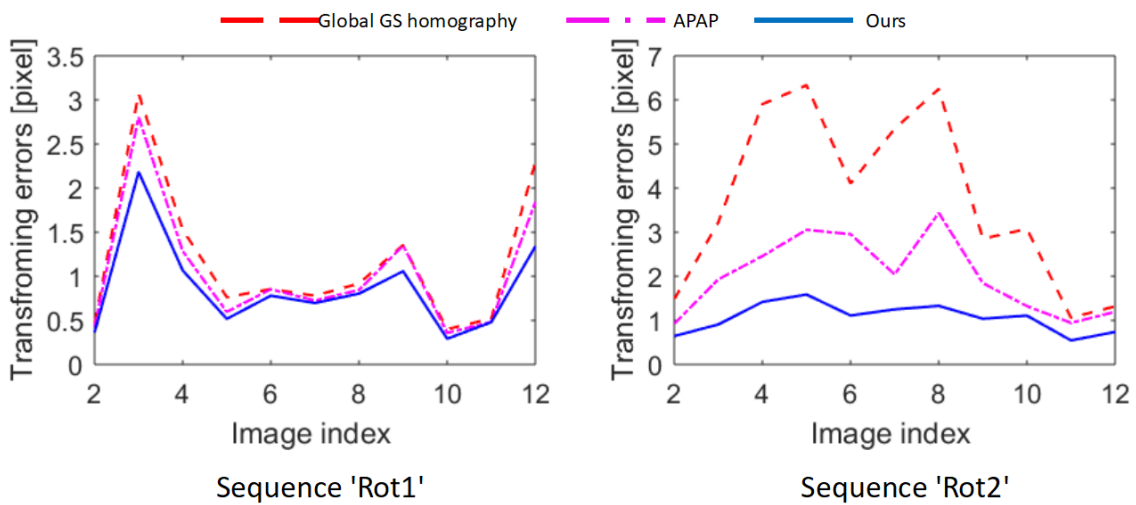 Global GS homography APAP Ours
Transfroming errors [pixel]
3.5
3
2.5
2
1.5
1
0.5
0
2 4 6 8 10 12
Image index
Sequence 'Rot1'
Transfroming errors [pixel]
7
6
5
4
3
2
1
0
2 4 6 8 10 12
Image index
Sequence 'Rot2'